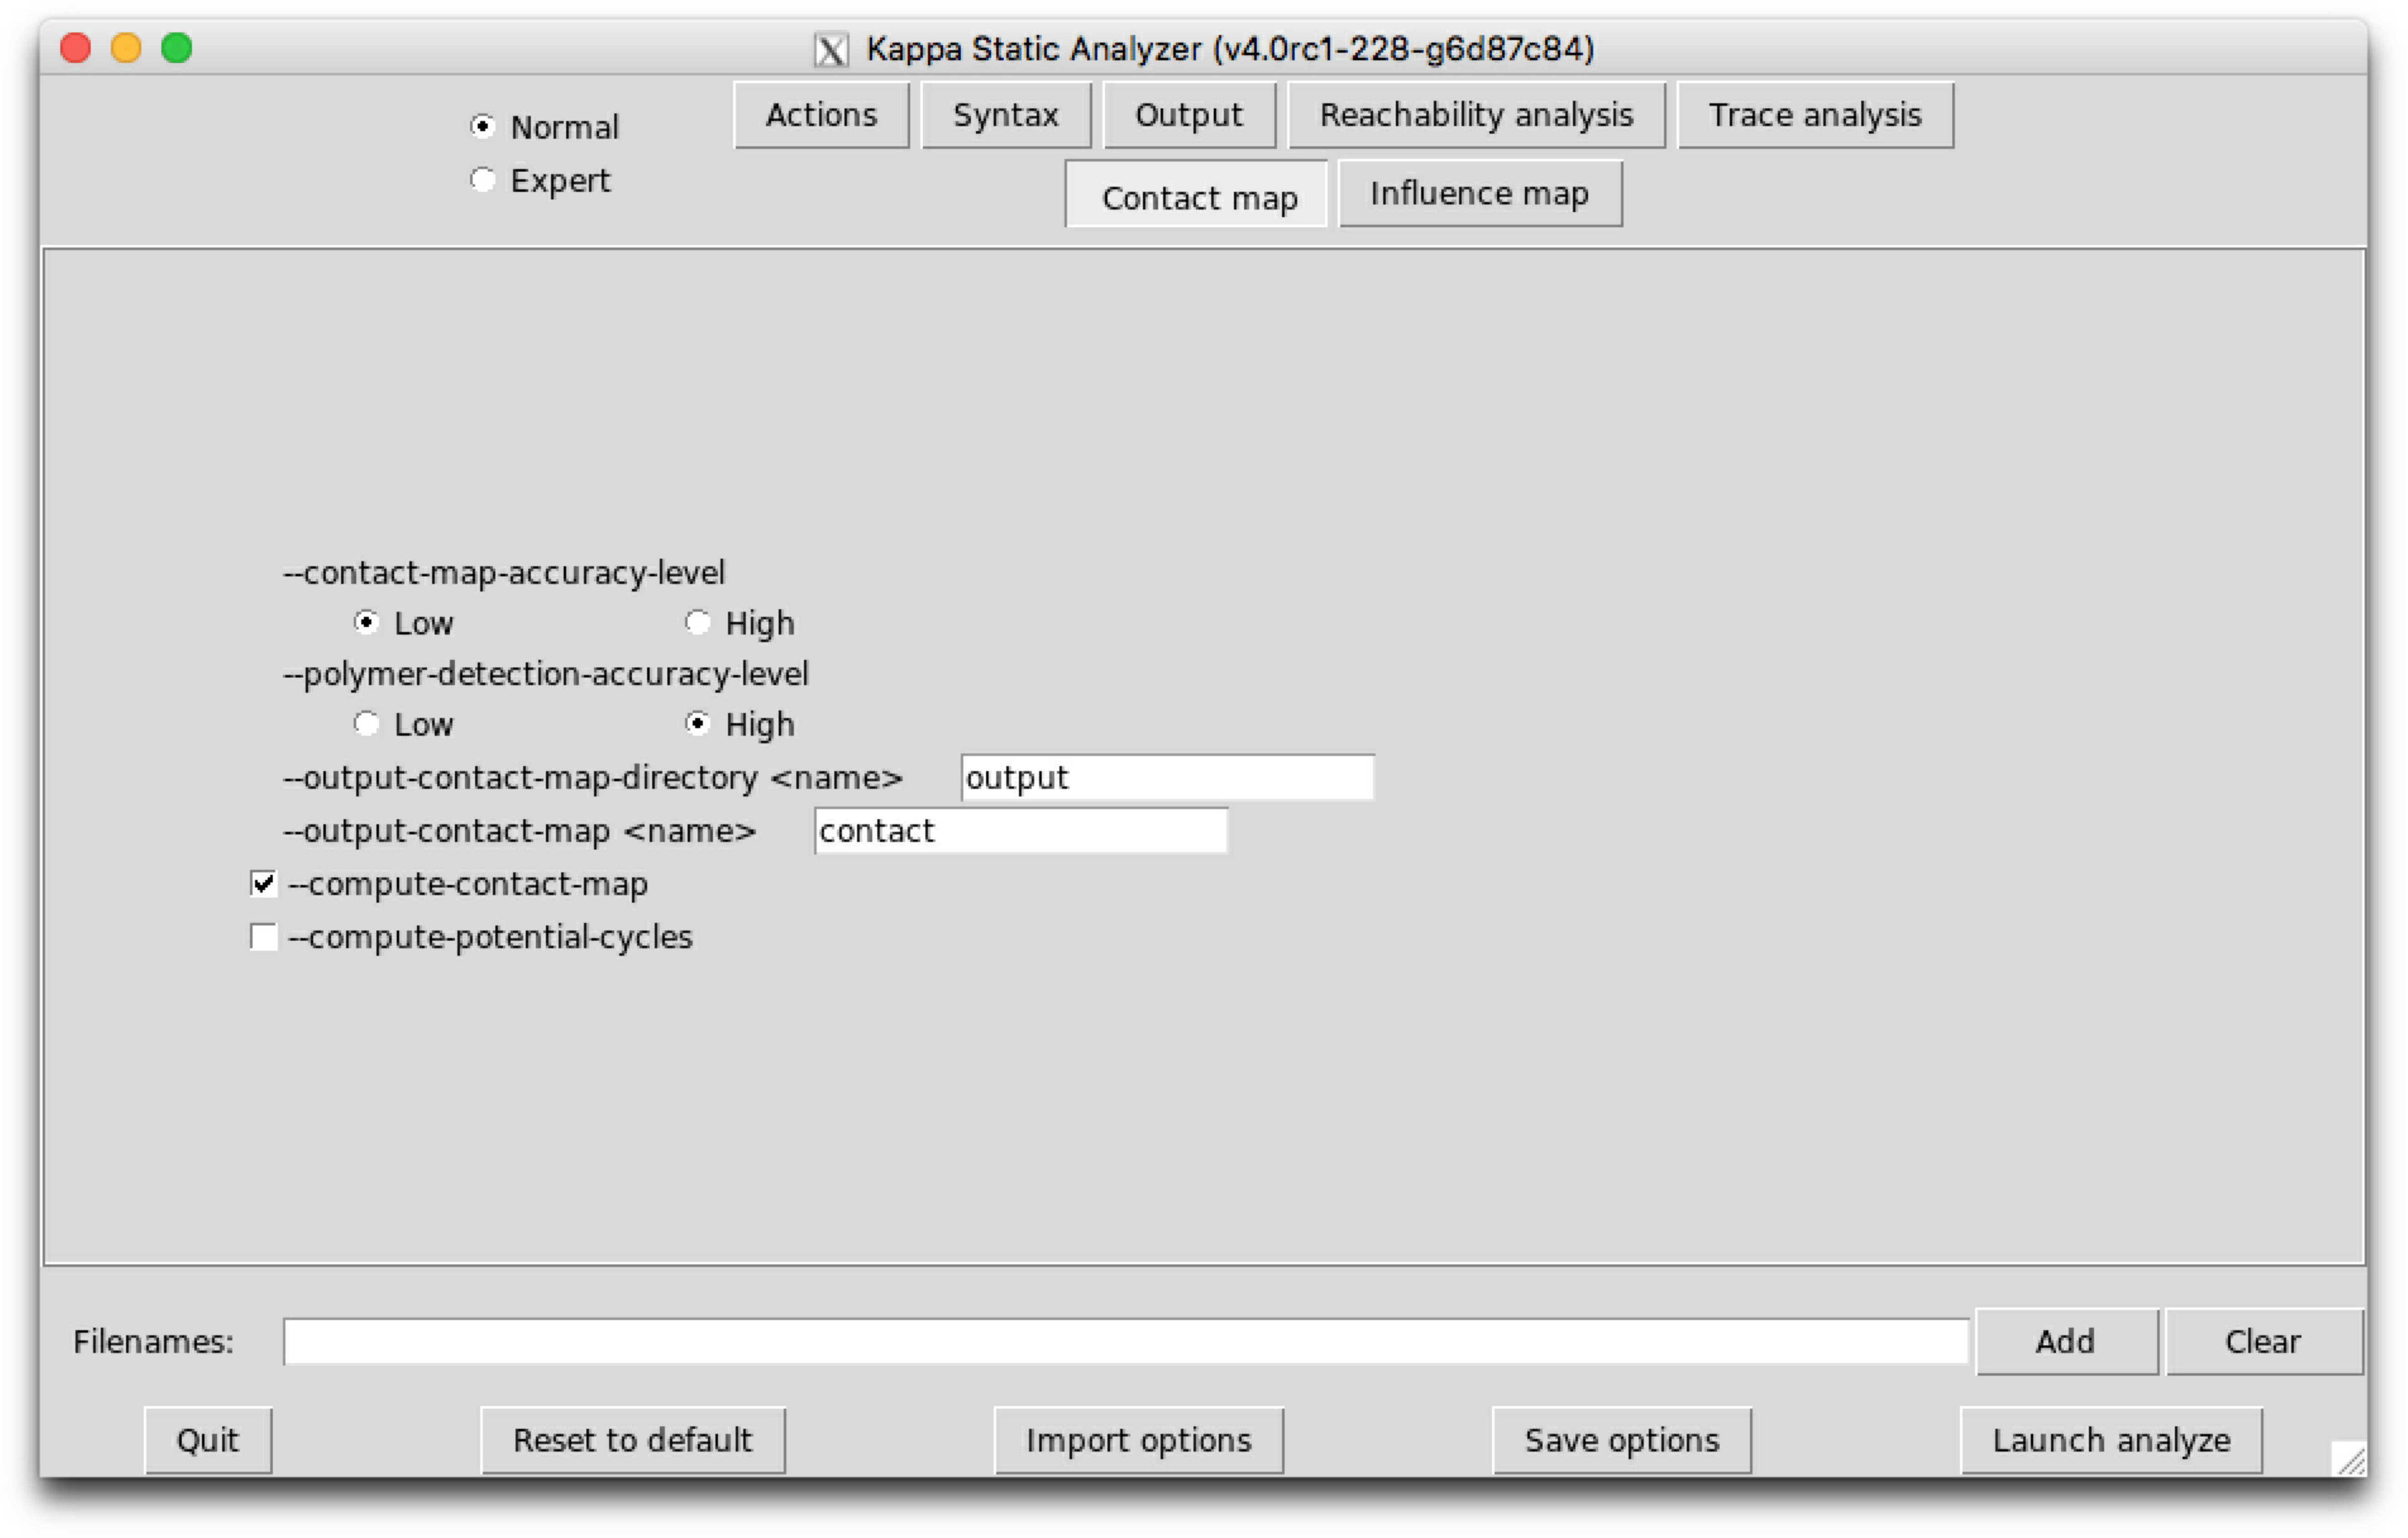 Kappa Static Analyzer (v4.0rc1-228-g6d87c84)
Normal
Expert
Actions Syntax Output Reachability analysis Trace analysis
Contact map Influence map
--contact-map-accuracy-level
Low High
--polymer-detection-accuracy-level
Low High
--output-contact-map-directory <name> output
--output-contact-map <name> contact
--compute-contact-map
--compute-potential-cycles
Filenames: Add Clear
Quit Reset to default Import options Save options Launch analyze